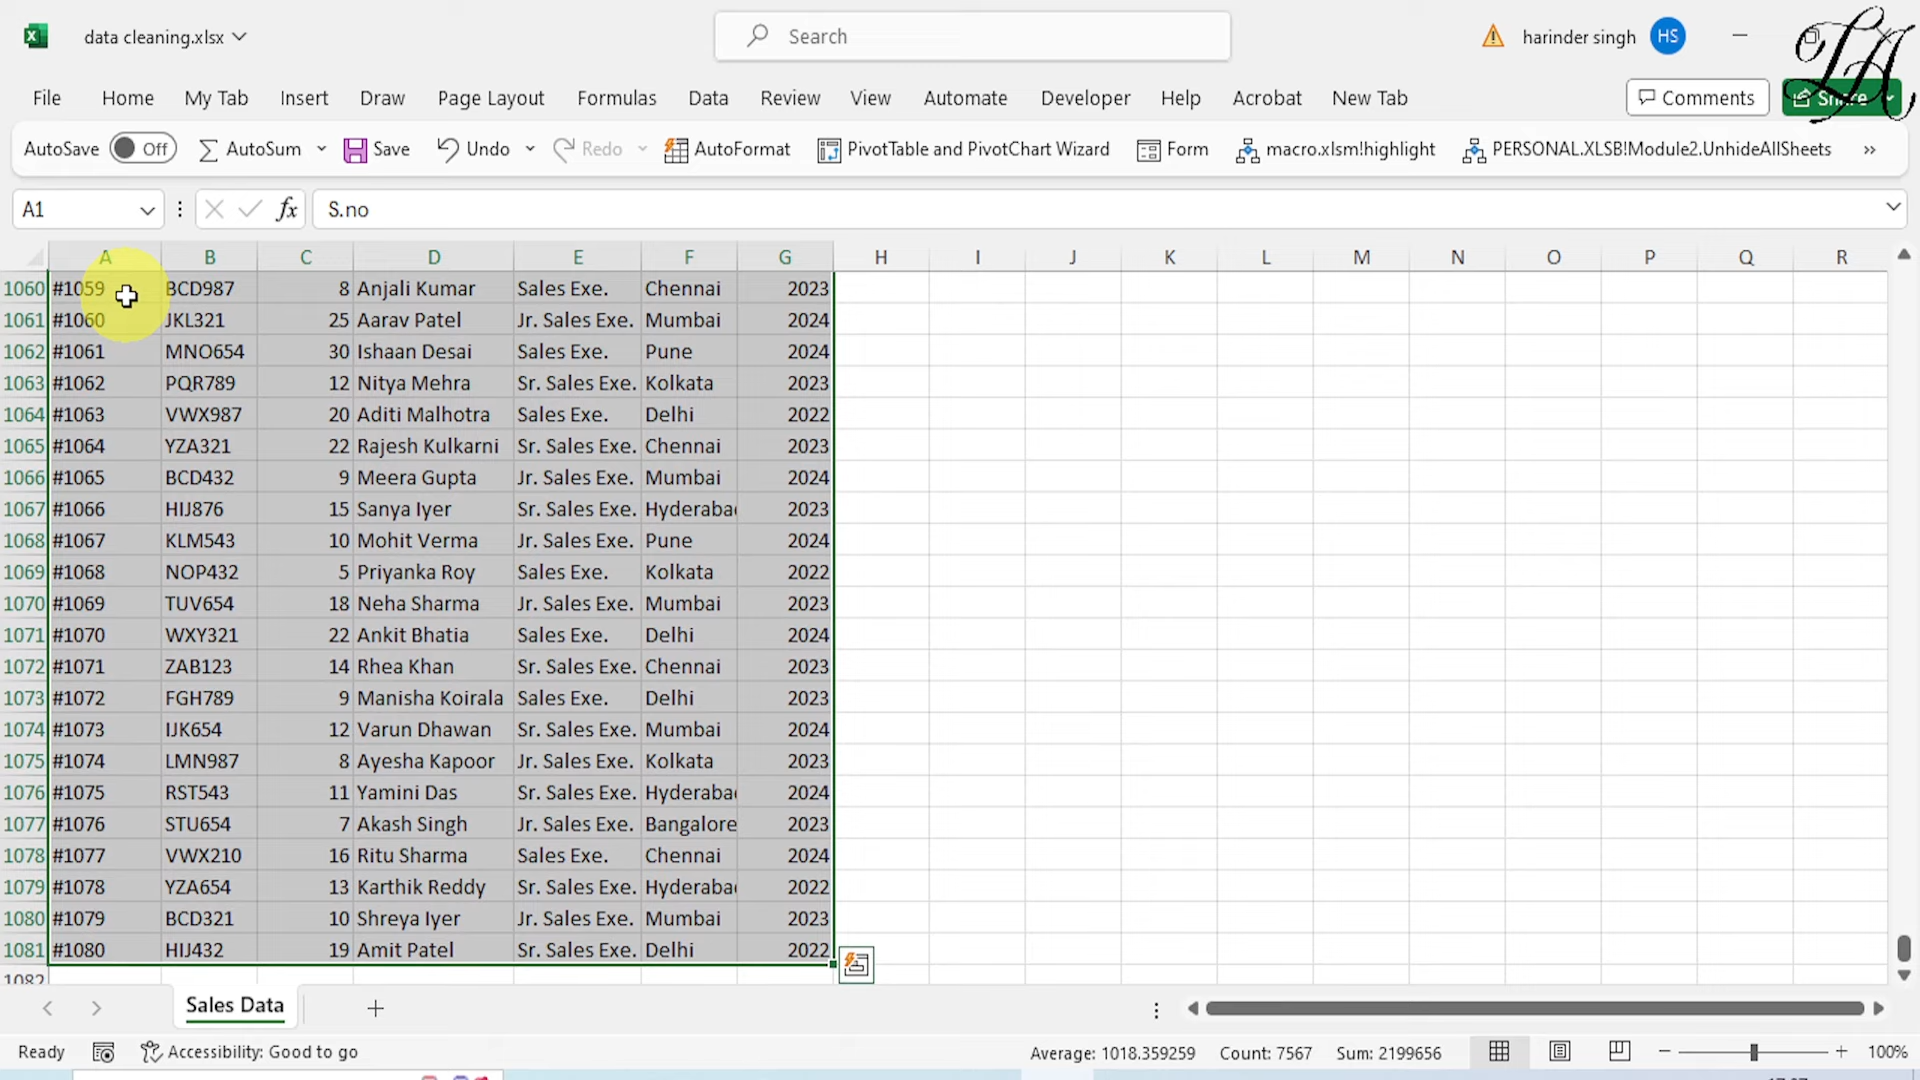 data cleaning.xlsx
Search
harinder singh
HS
LA
File Home My Tab Insert Draw Page Layout Formulas Data Review View Automate Developer Help Acrobat New Tab
Comments
Share
AutoSave Off AutoSum Save Undo Redo AutoFormat PivotTable and PivotChart Wizard Form macro.xlsm!highlight PERSONAL.XLSB!Module2.UnhideAllSheets »
A1 fx S.no
A B C D E F G H I J K L M N O P Q R
1060 #1059 BCD987 8 Anjali Kumar Sales Exe. Chennai 2023
1061 #1060 JKL321 25 Aarav Patel Jr. Sales Exe. Mumbai 2024
1062 #1061 MNO654 30 Ishaan Desai Sales Exe. Pune 2024
1063 #1062 PQR789 12 Nitya Mehra Sr. Sales Exe. Kolkata 2023
1064 #1063 VWX987 20 Aditi Malhotra Sales Exe. Delhi 2022
1065 #1064 YZA321 22 Rajesh Kulkarni Sr. Sales Exe. Chennai 2023
1066 #1065 BCD432 9 Meera Gupta Jr. Sales Exe. Mumbai 2024
1067 #1066 HIJ876 15 Sanya Iyer Sr. Sales Exe. Hyderaba 2023
1068 #1067 KLM543 10 Mohit Verma Jr. Sales Exe. Pune 2024
1069 #1068 NOP432 5 Priyanka Roy Sales Exe. Kolkata 2022
1070 #1069 TUV654 18 Neha Sharma Jr. Sales Exe. Mumbai 2023
1071 #1070 WXY321 22 Ankit Bhatia Sales Exe. Delhi 2024
1072 #1071 ZAB123 14 Rhea Khan Sr. Sales Exe. Chennai 2023
1073 #1072 FGH789 9 Manisha Koirala Sales Exe. Delhi 2023
1074 #1073 IJK654 12 Varun Dhawan Sr. Sales Exe. Mumbai 2024
1075 #1074 LMN987 8 Ayesha Kapoor Jr. Sales Exe. Kolkata 2023
1076 #1075 RST543 11 Yamini Das Sr. Sales Exe. Hyderaba 2024
1077 #1076 STU654 7 Akash Singh Jr. Sales Exe. Bangalore 2023
1078 #1077 VWX210 16 Ritu Sharma Sales Exe. Chennai 2024
1079 #1078 YZA654 13 Karthik Reddy Sr. Sales Exe. Hyderaba 2022
1080 #1079 BCD321 10 Shreya Iyer Jr. Sales Exe. Mumbai 2023
1081 #1080 HIJ432 19 Amit Patel Sr. Sales Exe. Delhi 2022
1082
Sales Data
Ready Accessibility: Good to go Average: 1018.359259 Count: 7567 Sum: 2199656 100%